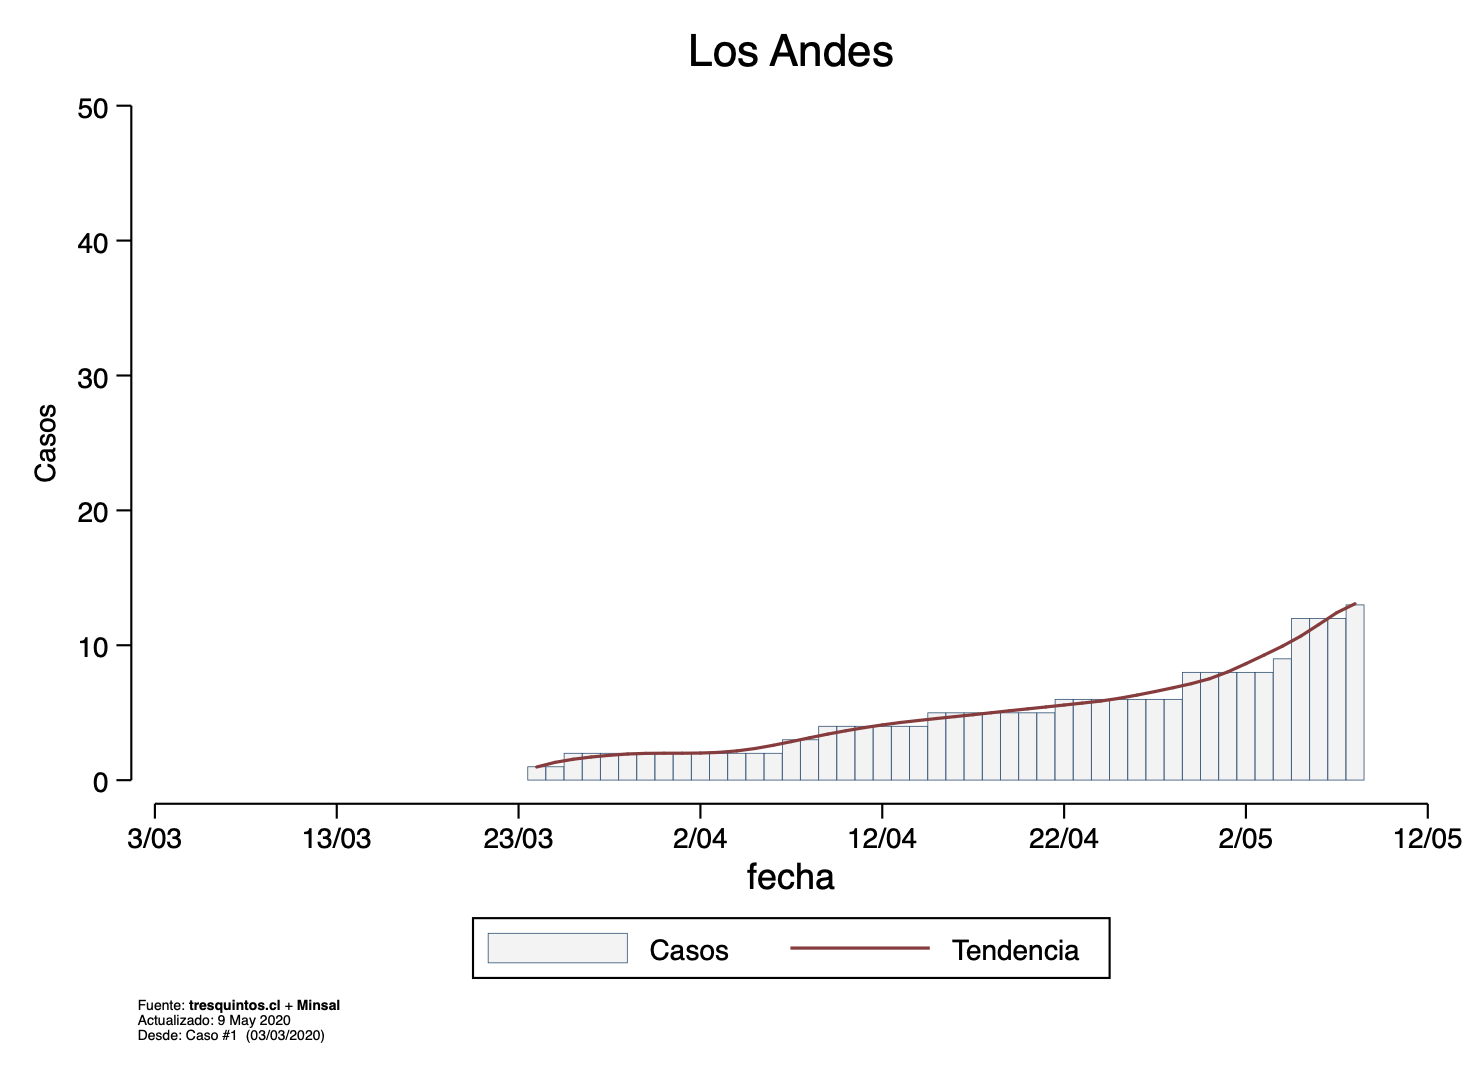 Los Andes
50
40
30
20
10
0
Casos
3/03 13/03 23/03 2/04 12/04 22/04 2/05 12/05
fecha
Casos Tendencia
Fuente: tresquintos.cl + Minsal
Actualizado: 9 May 2020
Desde: Caso #1 (03/03/2020)